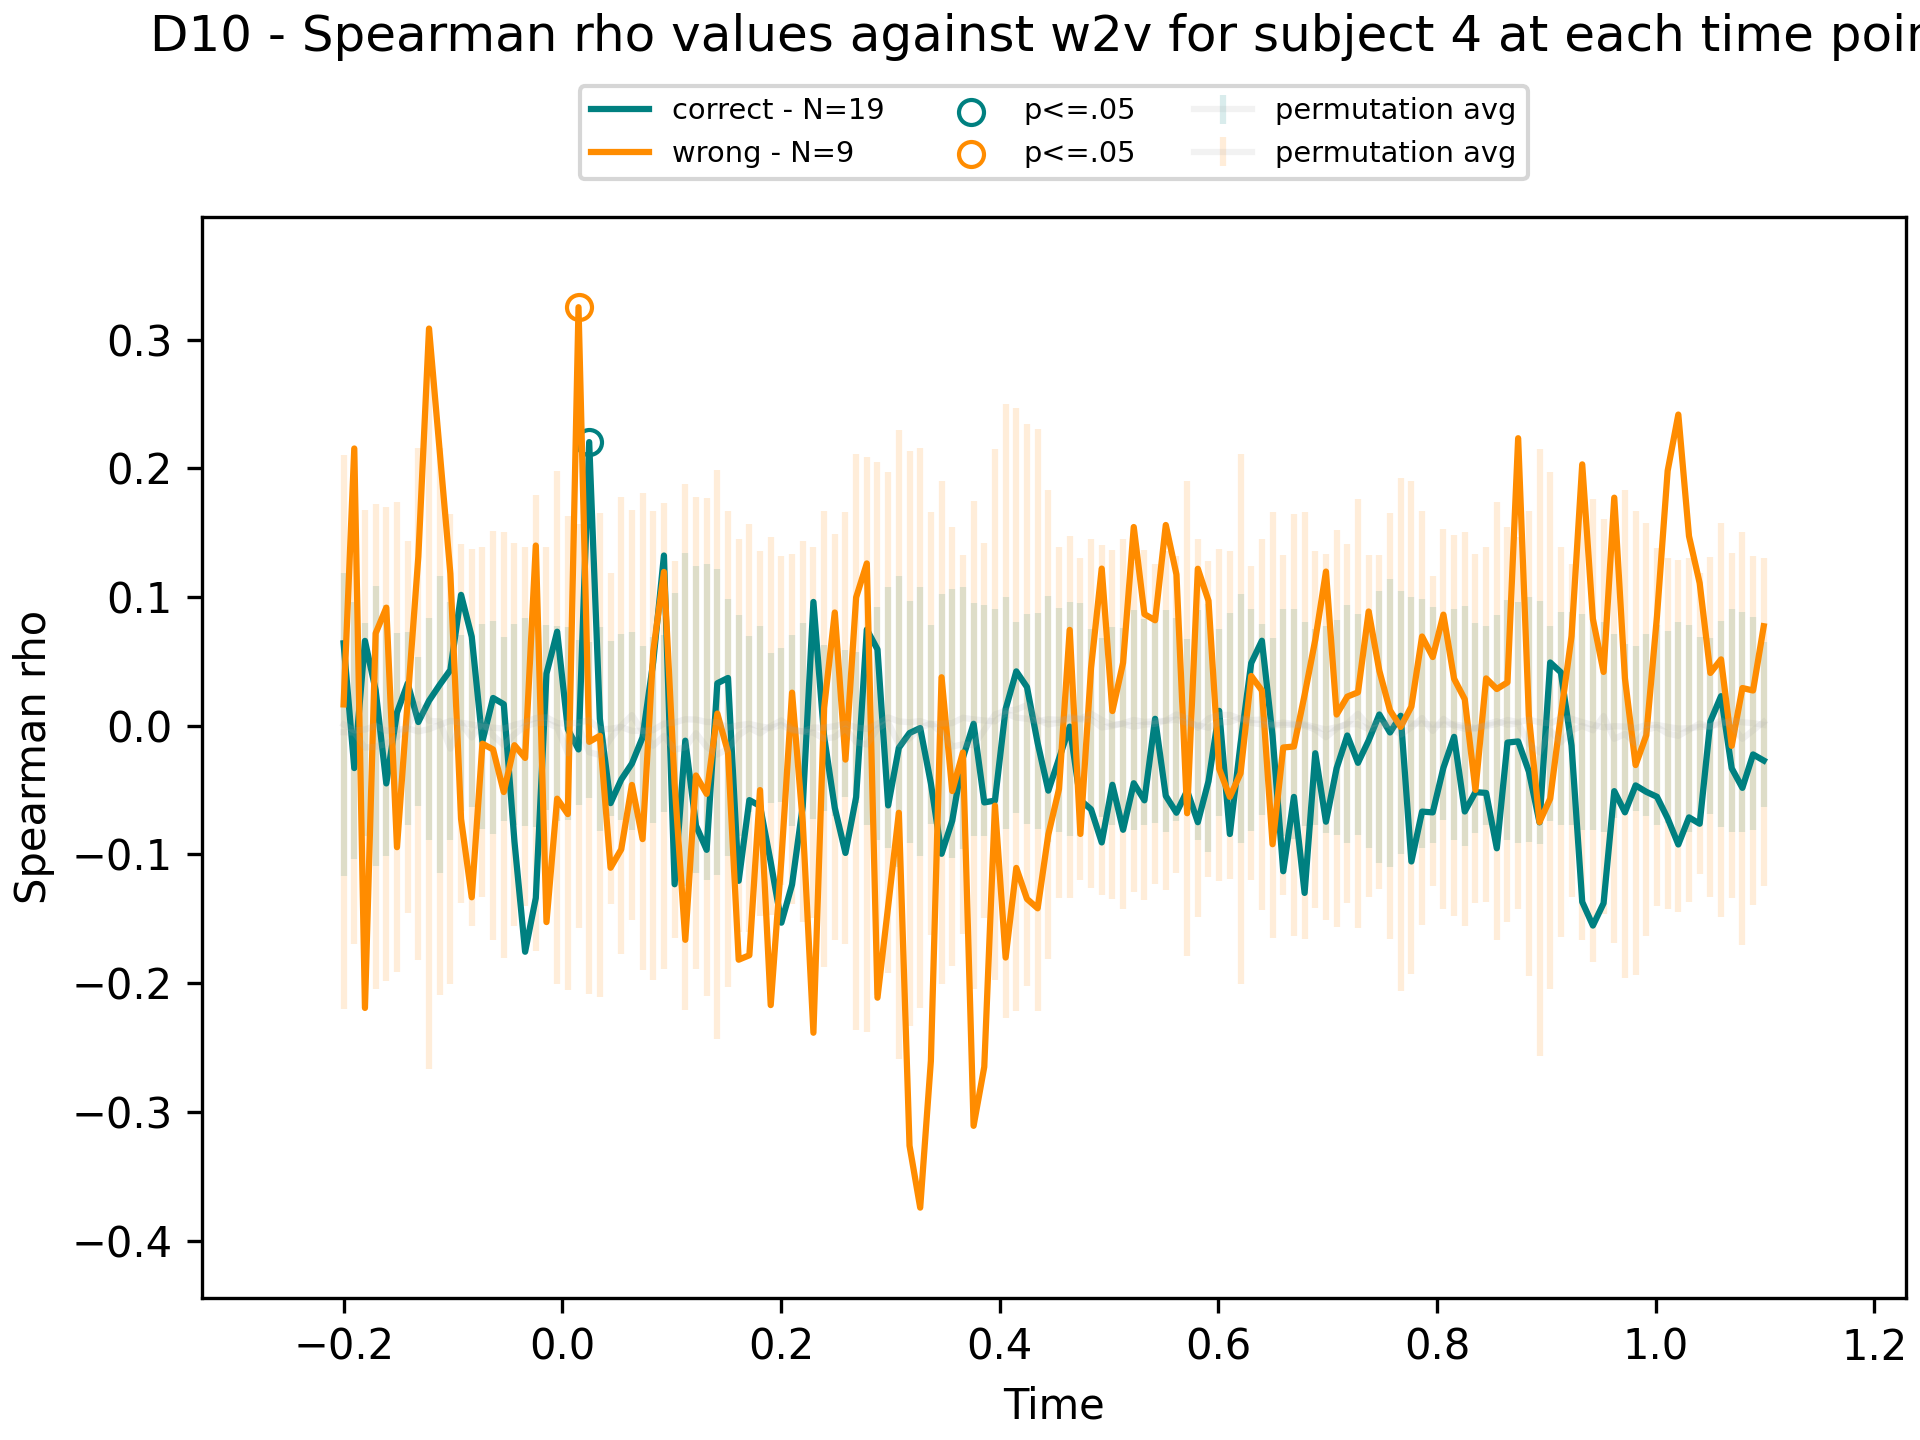 D10 - Spearman rho values against w2v for subject 4 at each time poin
correct - N=19 p<=.05 permutation avg
wrong - N=9 p<=.05 permutation avg
0.3
0.2
0.1
0.0
−0.1
−0.2
−0.3
−0.4
Spearman rho
−0.2 0.0 0.2 0.4 0.6 0.8 1.0 1.2
Time